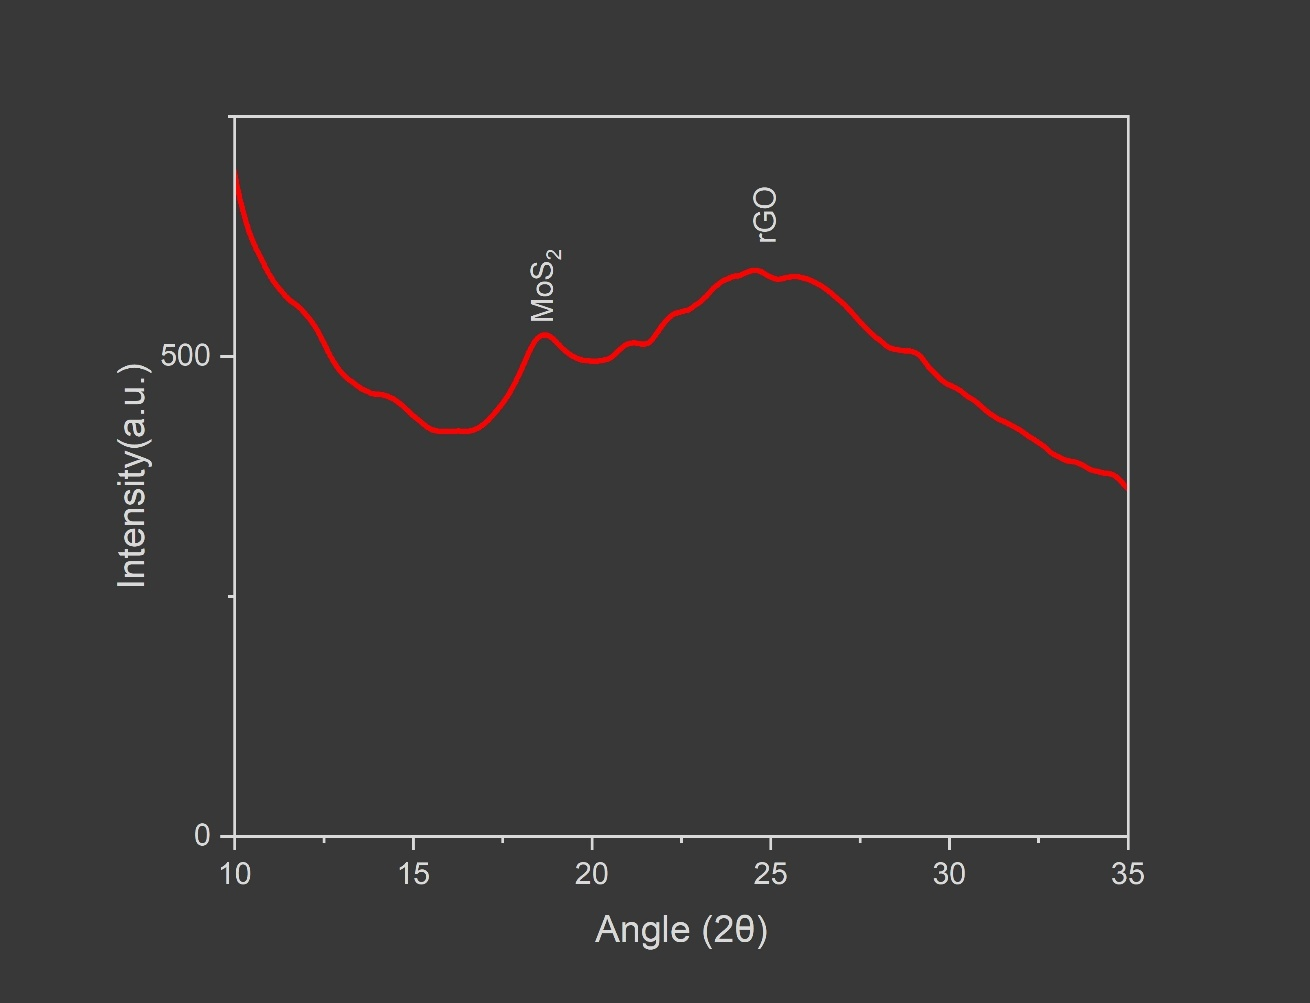 rGO
MoS₂
Intensity(a.u.)
500
0
10 15 20 25 30 35
Angle (2θ)